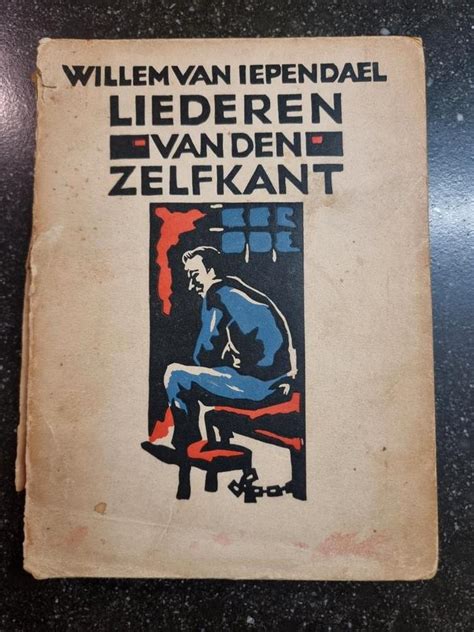 WILLEM VAN IEPENDAEL
LIEDEREN
VAN DEN
ZELFKANT